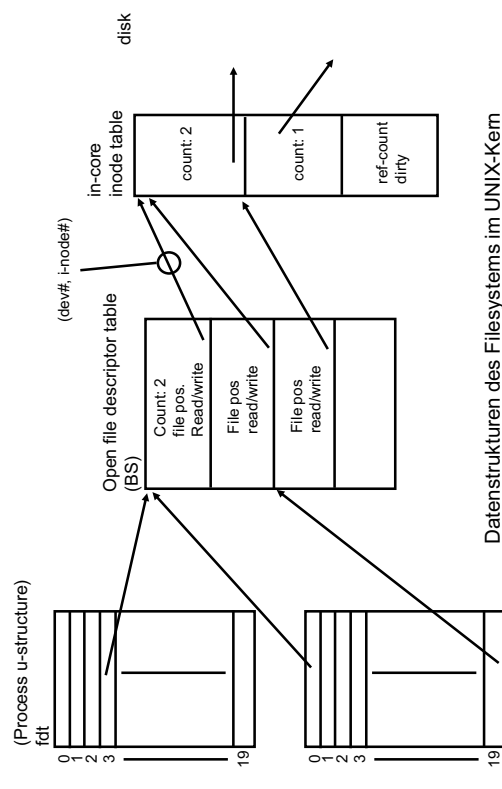 (Process u-structure)
fdt
0
1
2
3
19
0
1
2
3
19
Open file descriptor table
(BS)
Count: 2
file pos.
Read/write
File pos
read/write
File pos
read/write
(dev#, i-node#)
in-core
inode table
count: 2
count: 1
ref-count
dirty
disk
Datenstrukturen des Filesystems im UNIX-Kern